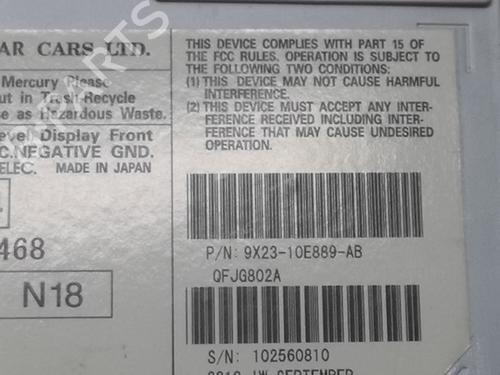 AR CARS LTD.
Mercury Please
ut in Trash-Recycle
se as Hazardous Waste.
evel Display Front
C.NEGATIVE GND.
ELEC. MADE IN JAPAN
468
N18
THIS DEVICE COMPLIES WITH PART 15 OF
THE FCC RULES. OPERATION IS SUBJECT TO
THE FOLLOWING TWO CONDITIONS:
(1) THIS DEVICE MAY NOT CAUSE HARMFUL
INTERFERENCE.
(2) THIS DEVICE MUST ACCEPT ANY INTER-
FERENCE RECEIVED INCLUDING INTER-
FERENCE THAT MAY CAUSE UNDESIRED
OPERATION.
P/N: 9X23-10E889-AB
QFJG802A
S/N: 102560810